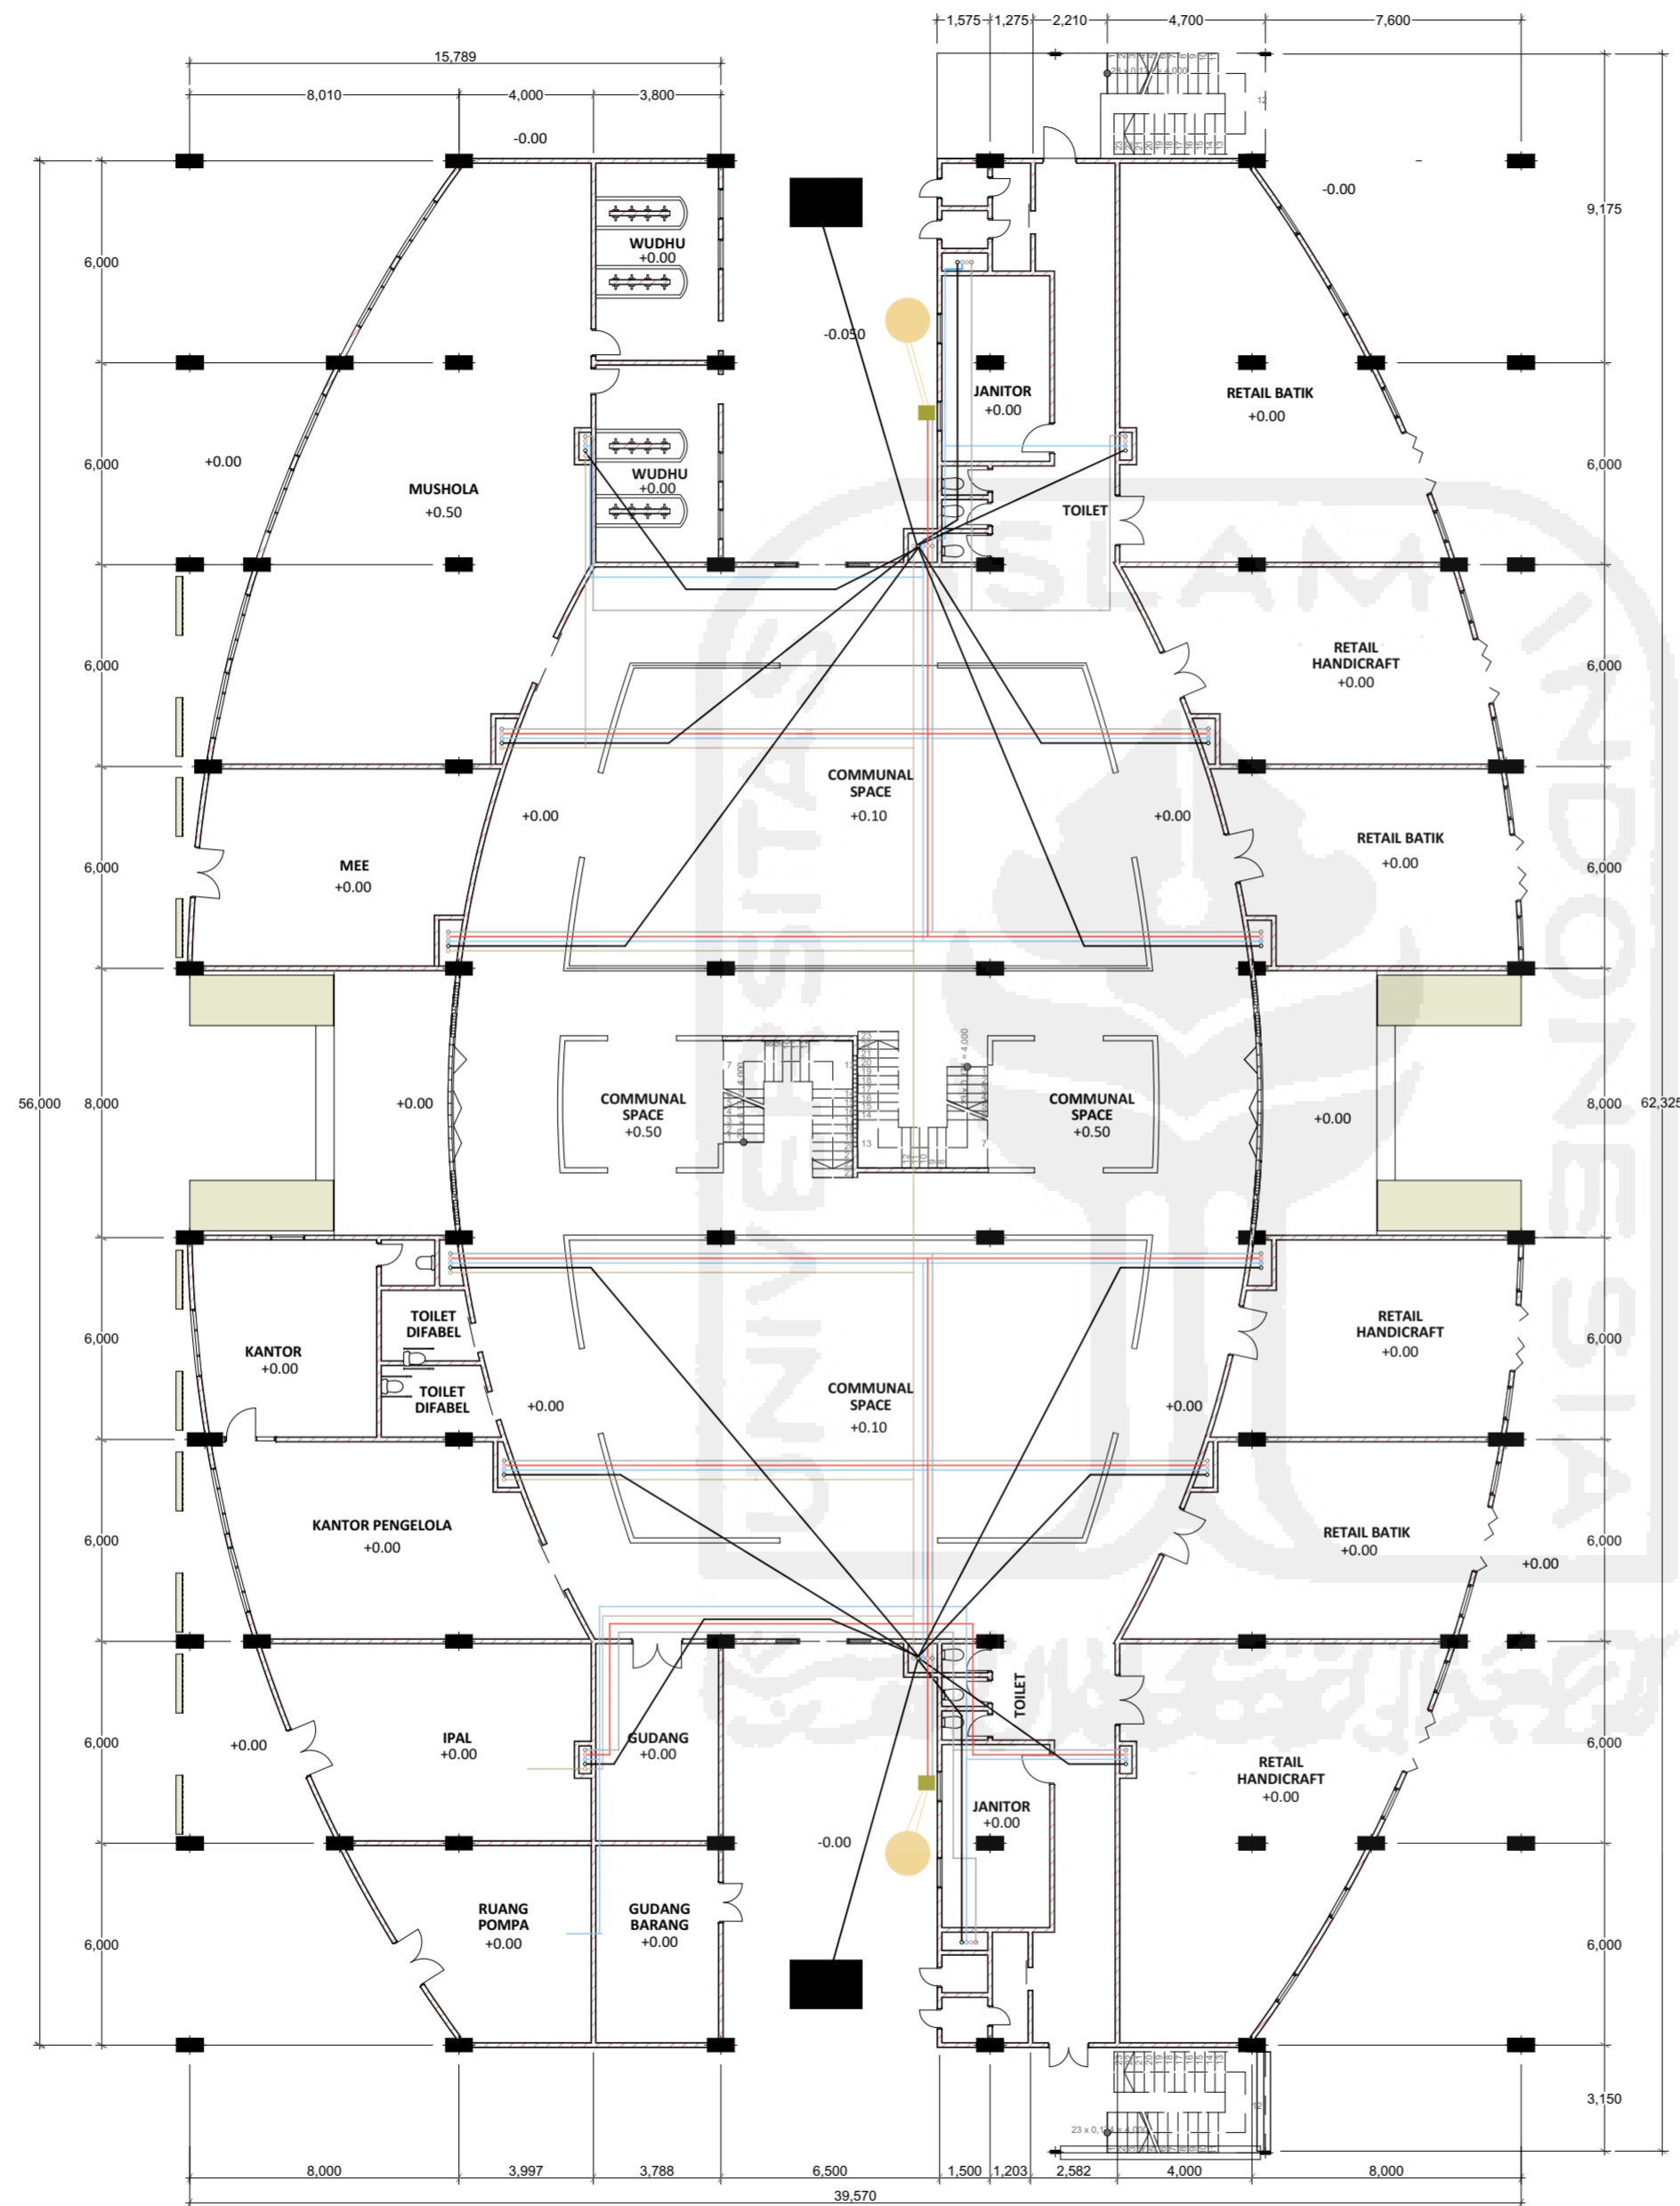 1,575
1,275
2,210
4,700
7,600
15,789
8,010
4,000
3,800
-0.00
-0.00
9,175
6,000
WUDHU
+0.00
-0.050
JANITOR
+0.00
RETAIL BATIK
+0.00
6,000
+0.00
MUSHOLA
+0.50
WUDHU
+0.00
TOILET
6,000
ISLAM
6,000
RETAIL
HANDICRAFT
+0.00
6,000
UNIVERSITAS
INDONESIA
COMMUNAL
SPACE
+0.10
+0.00
+0.00
6,000
MEE
+0.00
RETAIL BATIK
+0.00
6,000
56,000
8,000
+0.00
COMMUNAL
SPACE
+0.50
COMMUNAL
SPACE
+0.50
+0.00
8,000
62,325
6,000
KANTOR
+0.00
TOILET
DIFABEL
TOILET
DIFABEL
RETAIL
HANDICRAFT
+0.00
6,000
+0.00
COMMUNAL
SPACE
+0.10
+0.00
6,000
KANTOR PENGELOLA
+0.00
RETAIL BATIK
+0.00
+0.00
6,000
TOILET
6,000
+0.00
IPAL
+0.00
GUDANG
+0.00
RETAIL
HANDICRAFT
+0.00
6,000
-0.00
JANITOR
+0.00
6,000
RUANG
POMPA
+0.00
GUDANG
BARANG
+0.00
6,000
3,150
8,000
3,997
3,788
6,500
1,500
1,203
2,582
4,000
8,000
39,570